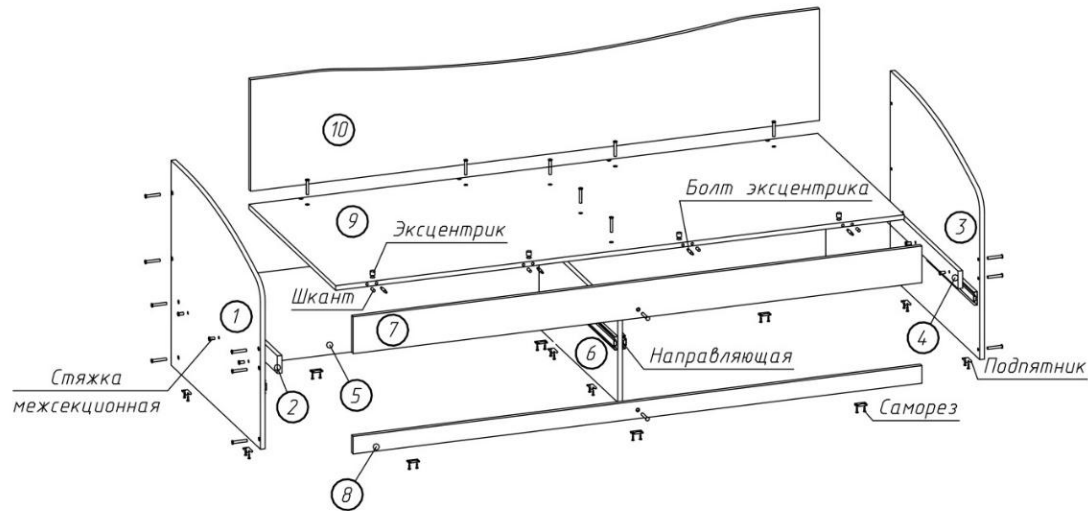 10
Болт эксцентрика
9
Эксцентрик
3
Шкант
1
7
4
Направляющая
6
Подпятник
Стяжка
межсекционная
2
5
Саморез
8